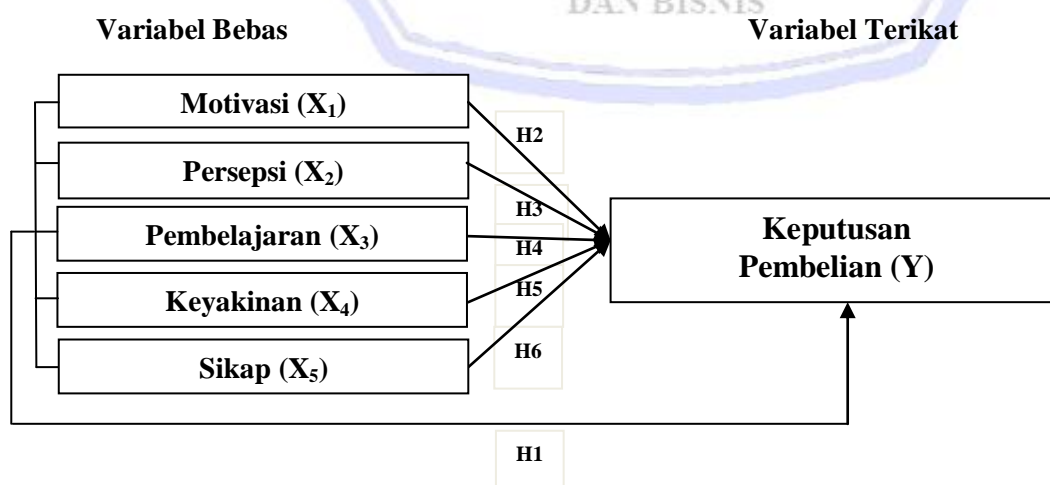 DAN BISNIS
Variabel Bebas
Variabel Terikat
Motivasi (X₁)
H2
Persepsi (X₂)
H3
Pembelajaran (X₃)
H4
Keputusan
Pembelian (Y)
Keyakinan (X₄)
H5
Sikap (X₅)
H6
H1